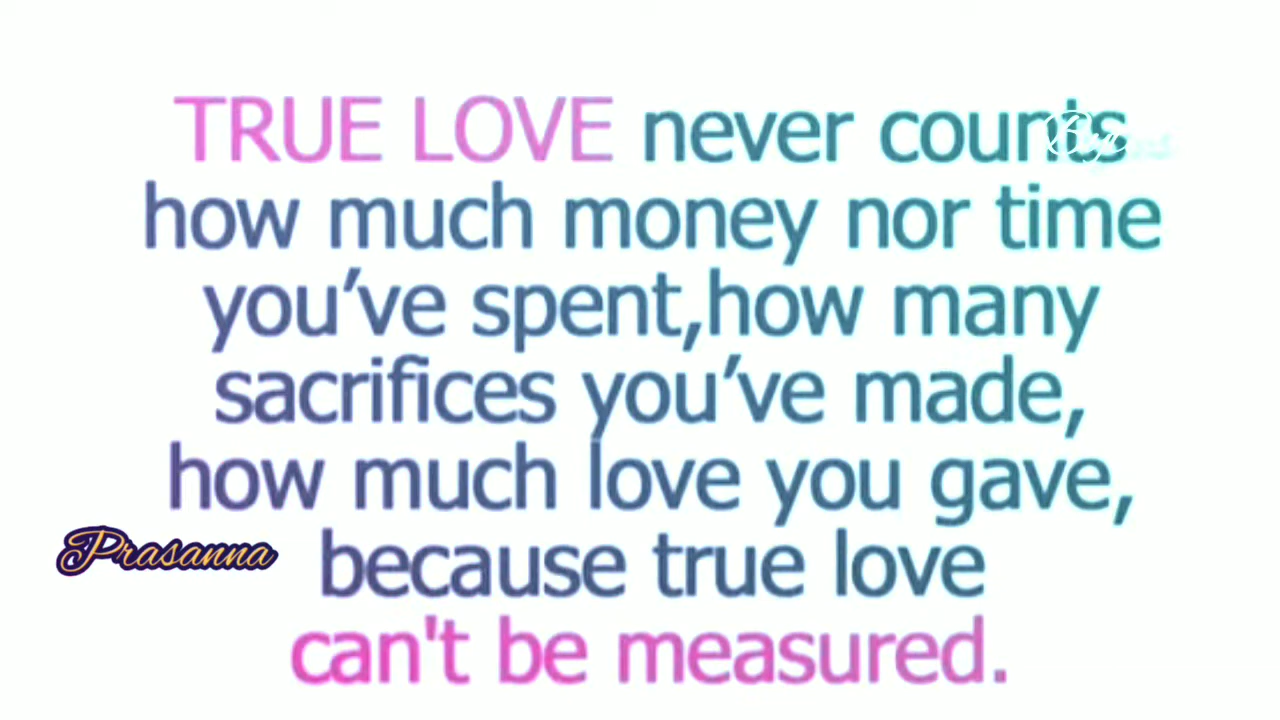 TRUE LOVE never counts
how much money nor time
you’ve spent,how many
sacrifices you’ve made,
how much love you gave,
Prasanna
because true love
can't be measured.